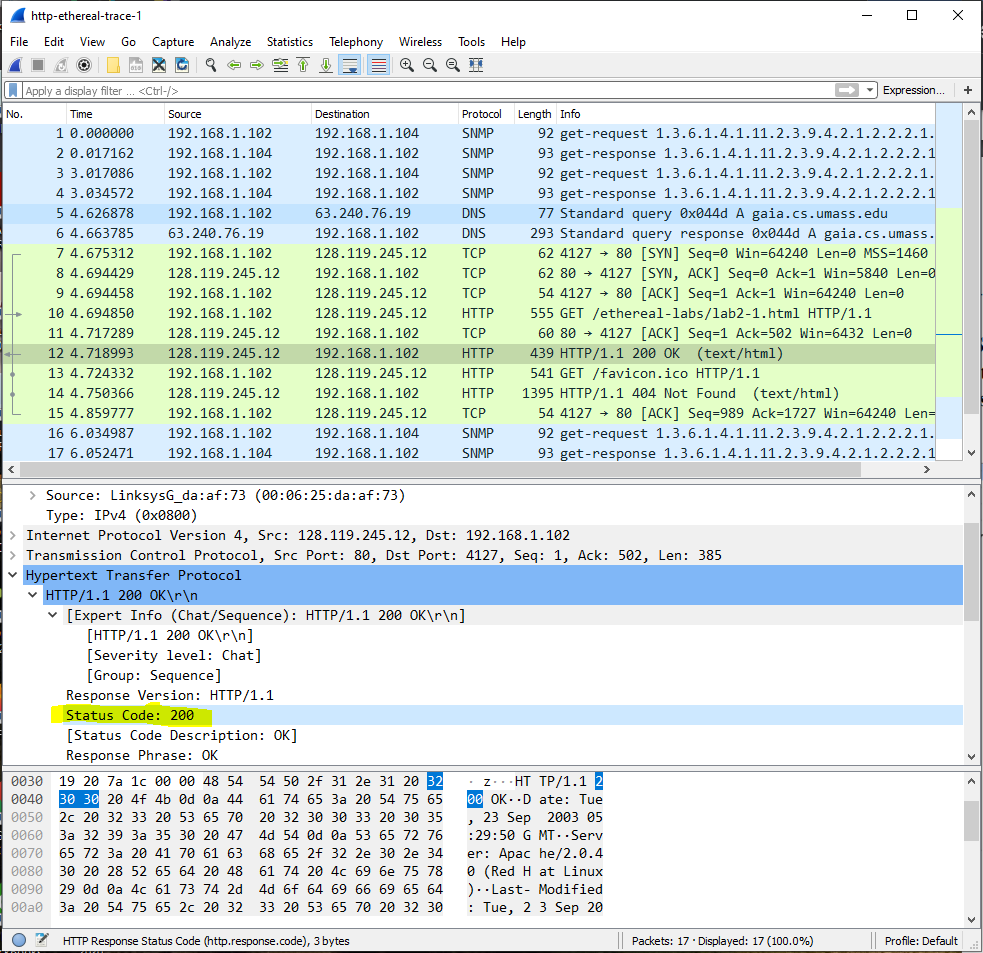 http-ethereal-trace-1
File Edit View Go Capture Analyze Statistics Telephony Wireless Tools Help
Apply a display filter ... <Ctrl-/> Expression... +
No. Time Source Destination Protocol Length Info
1 0.000000 192.168.1.102 192.168.1.104 SNMP 92 get-request 1.3.6.1.4.1.11.2.3.9.4.2.1.2.2.2.1.
2 0.017162 192.168.1.104 192.168.1.102 SNMP 93 get-response 1.3.6.1.4.1.11.2.3.9.4.2.1.2.2.2.1
3 3.017086 192.168.1.102 192.168.1.104 SNMP 92 get-request 1.3.6.1.4.1.11.2.3.9.4.2.1.2.2.2.1.
4 3.034572 192.168.1.104 192.168.1.102 SNMP 93 get-response 1.3.6.1.4.1.11.2.3.9.4.2.1.2.2.2.1
5 4.626878 192.168.1.102 63.240.76.19 DNS 77 Standard query 0x044d A gaia.cs.umass.edu
6 4.663785 63.240.76.19 192.168.1.102 DNS 293 Standard query response 0x044d A gaia.cs.umass.
7 4.675312 192.168.1.102 128.119.245.12 TCP 62 4127 → 80 [SYN] Seq=0 Win=64240 Len=0 MSS=1460
8 4.694429 128.119.245.12 192.168.1.102 TCP 62 80 → 4127 [SYN, ACK] Seq=0 Ack=1 Win=5840 Len=0
9 4.694458 192.168.1.102 128.119.245.12 TCP 54 4127 → 80 [ACK] Seq=1 Ack=1 Win=64240 Len=0
10 4.694850 192.168.1.102 128.119.245.12 HTTP 555 GET /ethereal-labs/lab2-1.html HTTP/1.1
11 4.717289 128.119.245.12 192.168.1.102 TCP 60 80 → 4127 [ACK] Seq=1 Ack=502 Win=6432 Len=0
12 4.718993 128.119.245.12 192.168.1.102 HTTP 439 HTTP/1.1 200 OK (text/html)
13 4.724332 192.168.1.102 128.119.245.12 HTTP 541 GET /favicon.ico HTTP/1.1
14 4.750366 128.119.245.12 192.168.1.102 HTTP 1395 HTTP/1.1 404 Not Found (text/html)
15 4.859777 192.168.1.102 128.119.245.12 TCP 54 4127 → 80 [ACK] Seq=989 Ack=1727 Win=64240 Len=
16 6.034987 192.168.1.102 192.168.1.104 SNMP 92 get-request 1.3.6.1.4.1.11.2.3.9.4.2.1.2.2.2.1.
17 6.052471 192.168.1.104 192.168.1.102 SNMP 93 get-response 1.3.6.1.4.1.11.2.3.9.4.2.1.2.2.2.1
Source: LinksysG_da:af:73 (00:06:25:da:af:73)
Type: IPv4 (0x0800)
Internet Protocol Version 4, Src: 128.119.245.12, Dst: 192.168.1.102
Transmission Control Protocol, Src Port: 80, Dst Port: 4127, Seq: 1, Ack: 502, Len: 385
Hypertext Transfer Protocol
HTTP/1.1 200 OK\r\n
[Expert Info (Chat/Sequence): HTTP/1.1 200 OK\r\n]
[HTTP/1.1 200 OK\r\n]
[Severity level: Chat]
[Group: Sequence]
Response Version: HTTP/1.1
Status Code: 200
[Status Code Description: OK]
Response Phrase: OK
0030 19 20 7a 1c 00 00 48 54 54 50 2f 31 2e 31 20 32 · z···HT TP/1.1 2
0040 30 30 20 4f 4b 0d 0a 44 61 74 65 3a 20 54 75 65 00 OK··D ate: Tue
0050 2c 20 32 33 20 53 65 70 20 32 30 30 33 20 30 35 , 23 Sep 2003 05
0060 3a 32 39 3a 35 30 20 47 4d 54 0d 0a 53 65 72 76 :29:50 G MT··Serv
0070 65 72 3a 20 41 70 61 63 68 65 2f 32 2e 30 2e 34 er: Apac he/2.0.4
0080 30 20 28 52 65 64 20 48 61 74 20 4c 69 6e 75 78 0 (Red H at Linux
0090 29 0d 0a 4c 61 73 74 2d 4d 6f 64 69 66 69 65 64 )··Last- Modified
00a0 3a 20 54 75 65 2c 20 32 33 20 53 65 70 20 32 30 : Tue, 2 3 Sep 20
HTTP Response Status Code (http.response.code), 3 bytes Packets: 17 · Displayed: 17 (100.0%) Profile: Default